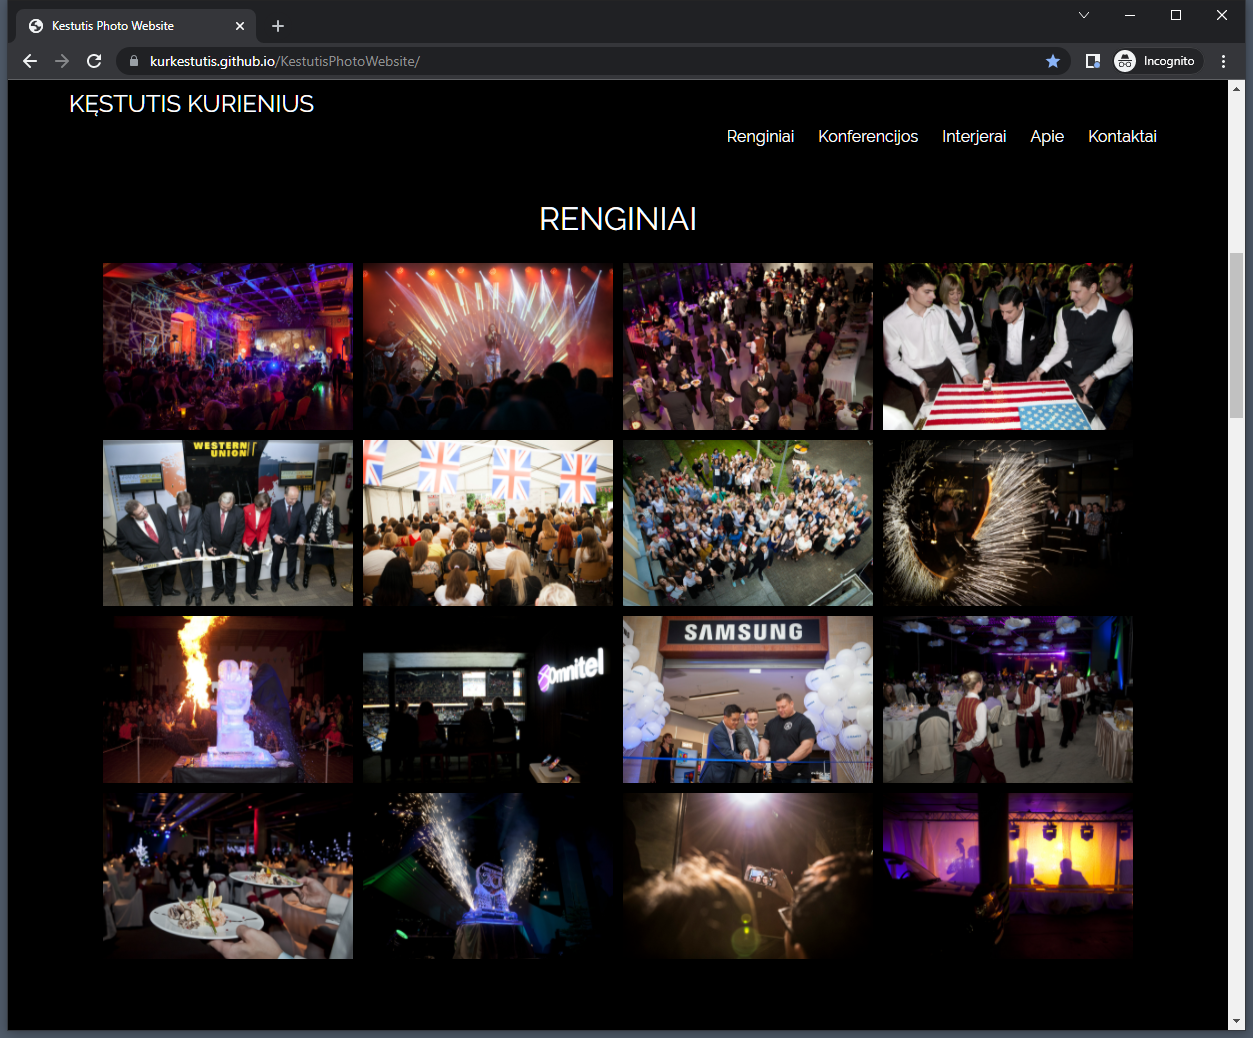 Kestutis Photo Website
kurkestutis.github.io/KestutisPhotoWebsite/
Incognito
KĘSTUTIS KURIENIUS
Renginiai Konferencijos Interjerai Apie Kontaktai
RENGINIAI
WESTERN
UNION
Omnitel
SAMSUNG